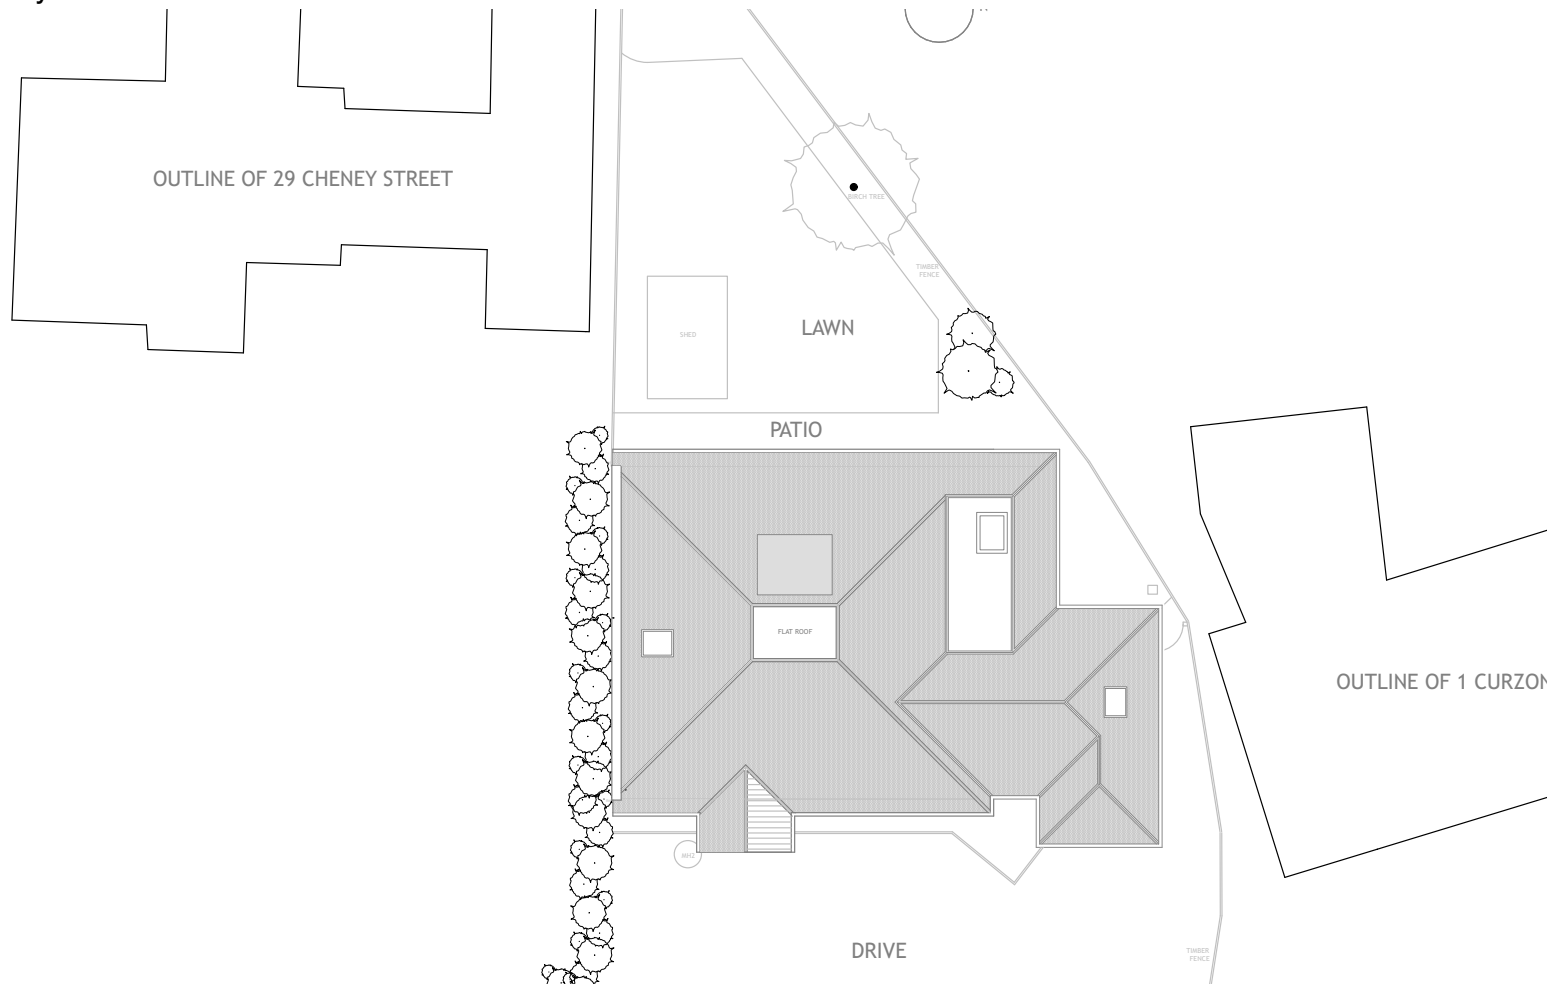 OUTLINE OF 29 CHENEY STREET
BIRCH TREE
TIMBER
FENCE
SHED
LAWN
PATIO
FLAT ROOF
OUTLINE OF 1 CURZON
MH2
DRIVE
TIMBER
FENCE